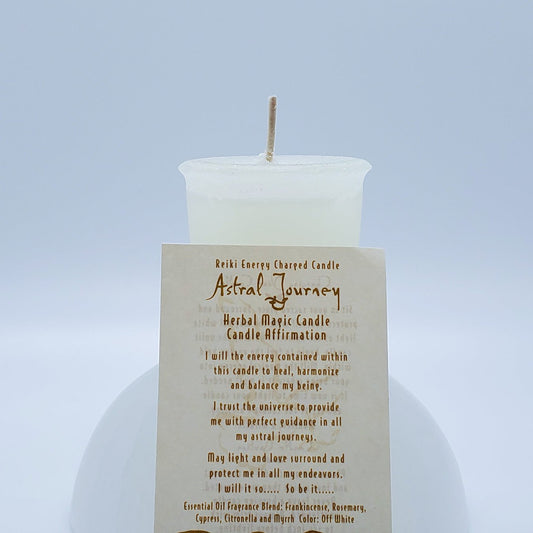 Reiki Energy Charged Candle
Astral Journey
Herbal Magic Candle
Candle Affirmation
I will the energy contained within
this candle to heal, harmonize
and balance my being.
I trust the universe to provide
me with perfect guidance in all
my astral journeys.
May light and love surround and
protect me in all my endeavors.
I will it so..... So be it.....
Essential Oil Fragrance Blend: Frankincense, Rosemary,
Cypress, Citronella and Myrrh Color: Off White